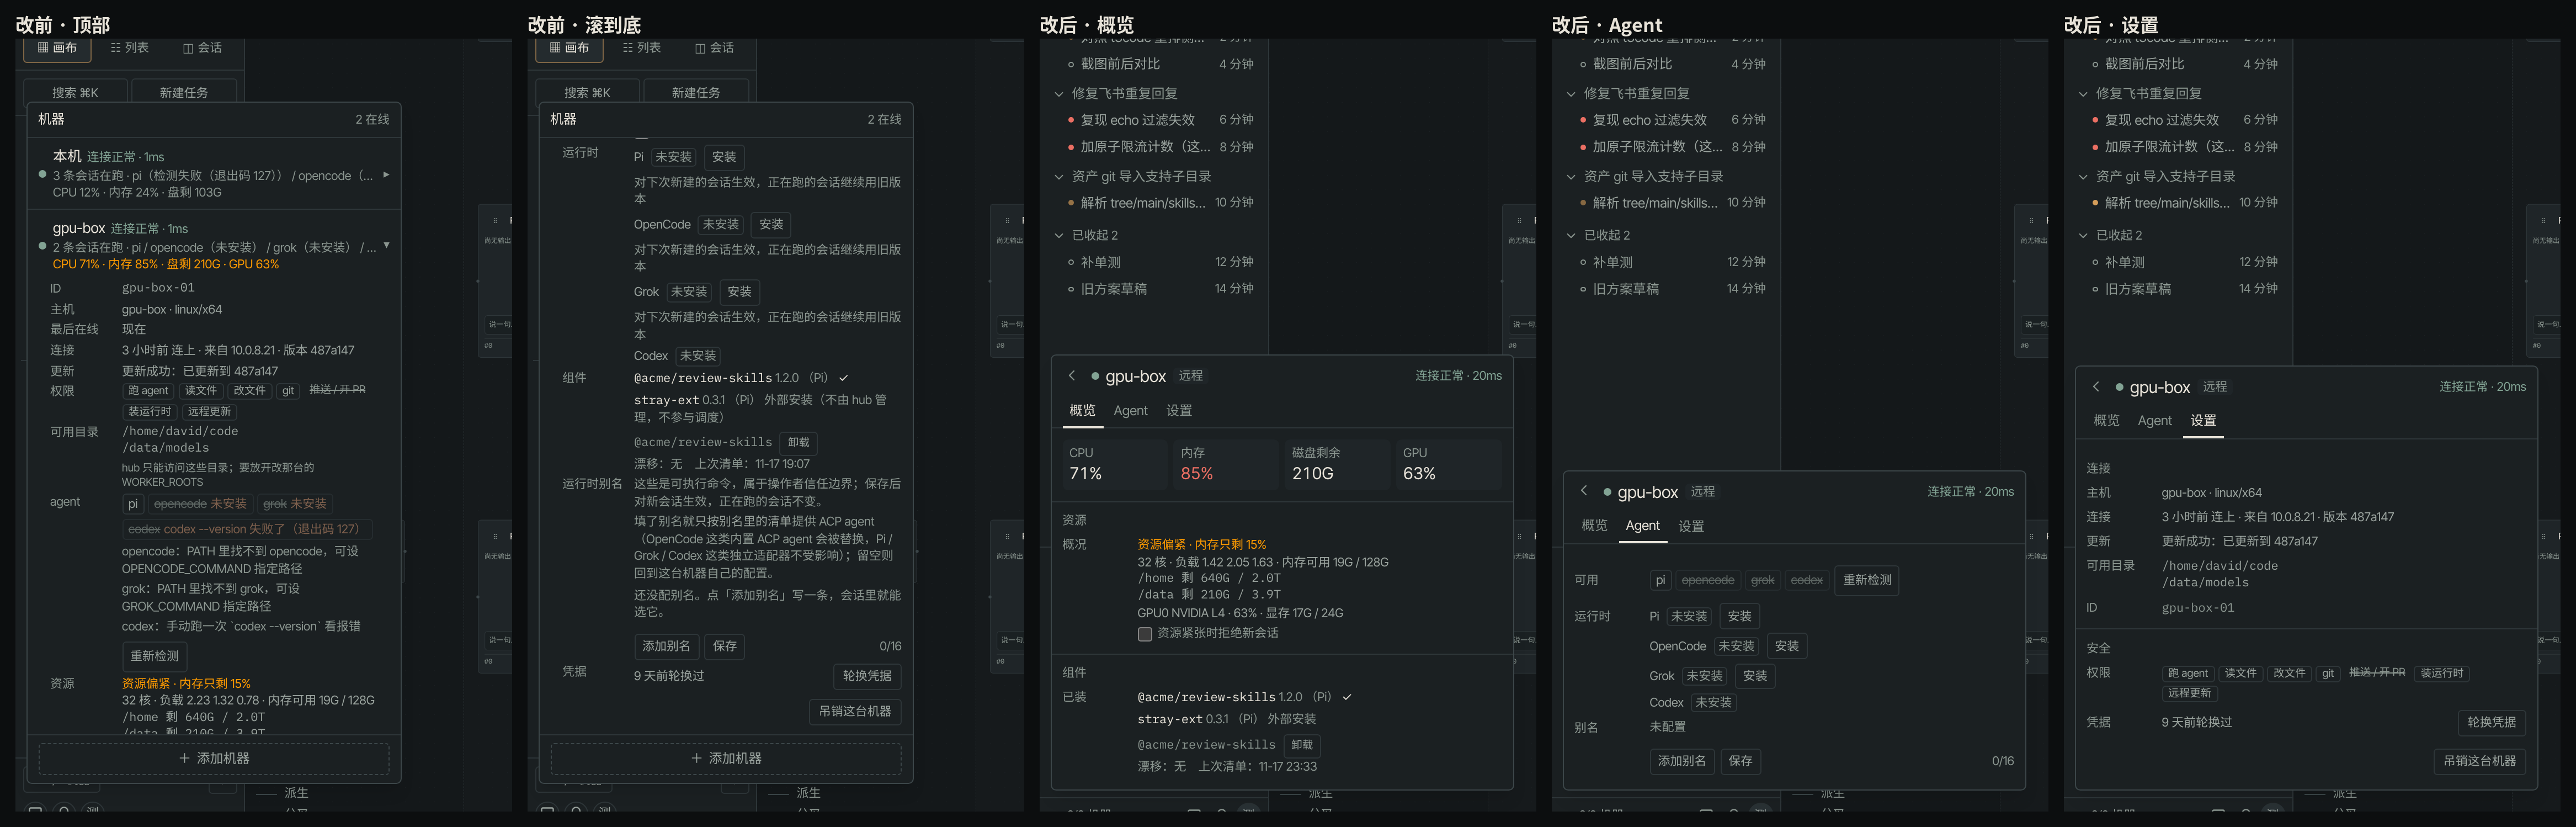 改前 · 顶部
画布 列表 会话
搜索 ⌘K 新建任务
机器 2 在线
本机 连接正常 · 1ms
3 条会话在跑 · pi（检测失败（退出码 127）） / opencode（...
CPU 12% · 内存 24% · 盘剩 103G
gpu-box 连接正常 · 1ms
2 条会话在跑 · pi / opencode（未安装） / grok（未安装） / ...
CPU 71% · 内存 85% · 盘剩 210G · GPU 63%
ID gpu-box-01
主机 gpu-box · linux/x64
最后在线 现在
连接 3 小时前 连上 · 来自 10.0.8.21 · 版本 487a147
更新 更新成功：已更新到 487a147
权限 跑 agent 读文件 改文件 git 推送 / 开 PR
装运行时 远程更新
可用目录 /home/david/code
/data/models
hub 只能访问这些目录；要放开改那台的
WORKER_ROOTS
agent pi opencode 未安装 grok 未安装
codex codex --version 失败了（退出码 127）
opencode：PATH 里找不到 opencode，可设
OPENCODE_COMMAND 指定路径
grok：PATH 里找不到 grok，可设
GROK_COMMAND 指定路径
codex：手动跑一次 `codex --version` 看报错
重新检测
资源 资源偏紧 · 内存只剩 15%
32 核 · 负载 2.23 1.32 0.78 · 内存可用 19G / 128G
/home 剩 640G / 2.0T
/data 剩 210G / 3.9T
+ 添加机器
派生
改前 · 滚到底
画布 列表 会话
搜索 ⌘K 新建任务
机器 2 在线
运行时 Pi 未安装 安装
对下次新建的会话生效，正在跑的会话继续用旧版
本
OpenCode 未安装 安装
对下次新建的会话生效，正在跑的会话继续用旧版
本
Grok 未安装 安装
对下次新建的会话生效，正在跑的会话继续用旧版
本
Codex 未安装
组件 @acme/review-skills 1.2.0 （Pi） ✓
stray-ext 0.3.1 （Pi） 外部安装（不由 hub 管
理，不参与调度）
@acme/review-skills 卸载
漂移：无 上次清单：11-17 19:07
运行时别名 这些是可执行命令，属于操作者信任边界；保存后
对新会话生效，正在跑的会话不变。
填了别名就只按别名里的清单提供 ACP agent
（OpenCode 这类内置 ACP agent 会被替换，Pi /
Grok / Codex 这类独立适配器不受影响）；留空则
回到这台机器自己的配置。
还没配别名。点「添加别名」写一条，会话里就能
选它。
添加别名 保存 0/16
凭据 9 天前轮换过 轮换凭据
吊销这台机器
+ 添加机器
派生
尚无输出
说一句
#0
尚无输出
说一句
#0
改后 · 概览
截图前后对比 4 分钟
修复飞书重复回复
复现 echo 过滤失效 6 分钟
加原子限流计数（这... 8 分钟
资产 git 导入支持子目录
解析 tree/main/skills... 10 分钟
已收起 2
补单测 12 分钟
旧方案草稿 14 分钟
gpu-box 远程 连接正常 · 20ms
概览 Agent 设置
CPU 内存 磁盘剩余 GPU
71% 85% 210G 63%
资源
概况 资源偏紧 · 内存只剩 15%
32 核 · 负载 1.42 2.05 1.63 · 内存可用 19G / 128G
/home 剩 640G / 2.0T
/data 剩 210G / 3.9T
GPU0 NVIDIA L4 · 63% · 显存 17G / 24G
资源紧张时拒绝新会话
组件
已装 @acme/review-skills 1.2.0 （Pi） ✓
stray-ext 0.3.1 （Pi） 外部安装
@acme/review-skills 卸载
漂移：无 上次清单：11-17 23:33
派生
改后 · Agent
截图前后对比 4 分钟
修复飞书重复回复
复现 echo 过滤失效 6 分钟
加原子限流计数（这... 8 分钟
资产 git 导入支持子目录
解析 tree/main/skills... 10 分钟
已收起 2
补单测 12 分钟
旧方案草稿 14 分钟
gpu-box 远程 连接正常 · 20ms
概览 Agent 设置
可用 pi opencode grok codex 重新检测
运行时 Pi 未安装 安装
OpenCode 未安装 安装
Grok 未安装 安装
Codex 未安装
别名 未配置
添加别名 保存 0/16
派生
改后 · 设置
截图前后对比 4 分钟
修复飞书重复回复
复现 echo 过滤失效 6 分钟
加原子限流计数（这... 8 分钟
资产 git 导入支持子目录
解析 tree/main/skills... 10 分钟
已收起 2
补单测 12 分钟
旧方案草稿 14 分钟
gpu-box 远程 连接正常 · 20ms
概览 Agent 设置
连接
主机 gpu-box · linux/x64
连接 3 小时前 连上 · 来自 10.0.8.21 · 版本 487a147
更新 更新成功：已更新到 487a147
可用目录 /home/david/code
/data/models
ID gpu-box-01
安全
权限 跑 agent 读文件 改文件 git 推送 / 开 PR 装运行时
远程更新
凭据 9 天前轮换过 轮换凭据
吊销这台机器
派生